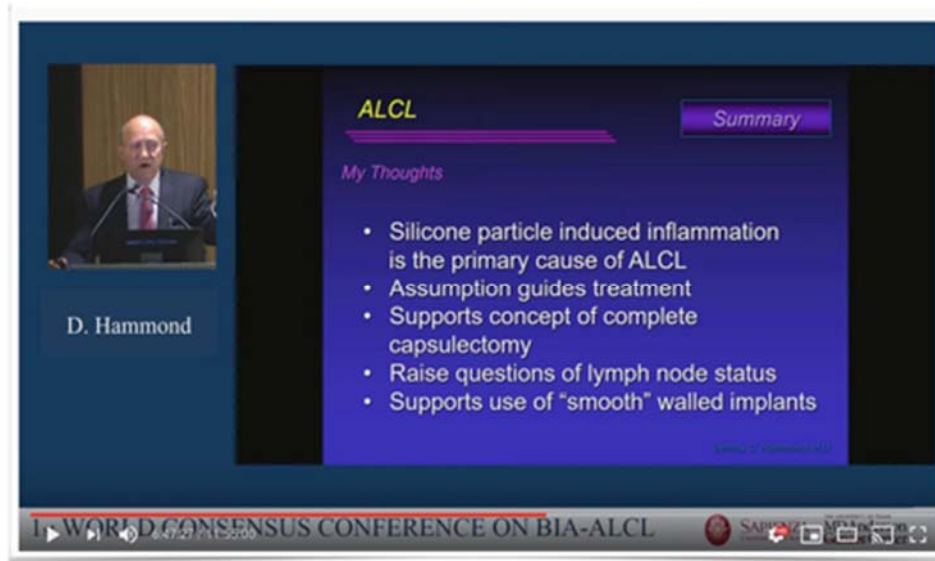 ALCL
Summary
My Thoughts
• Silicone particle induced inflammation
is the primary cause of ALCL
• Assumption guides treatment
• Supports concept of complete
capsulectomy
• Raise questions of lymph node status
• Supports use of “smooth” walled implants
D. Hammond
WORLD CONSENSUS CONFERENCE ON BIA-ALCL